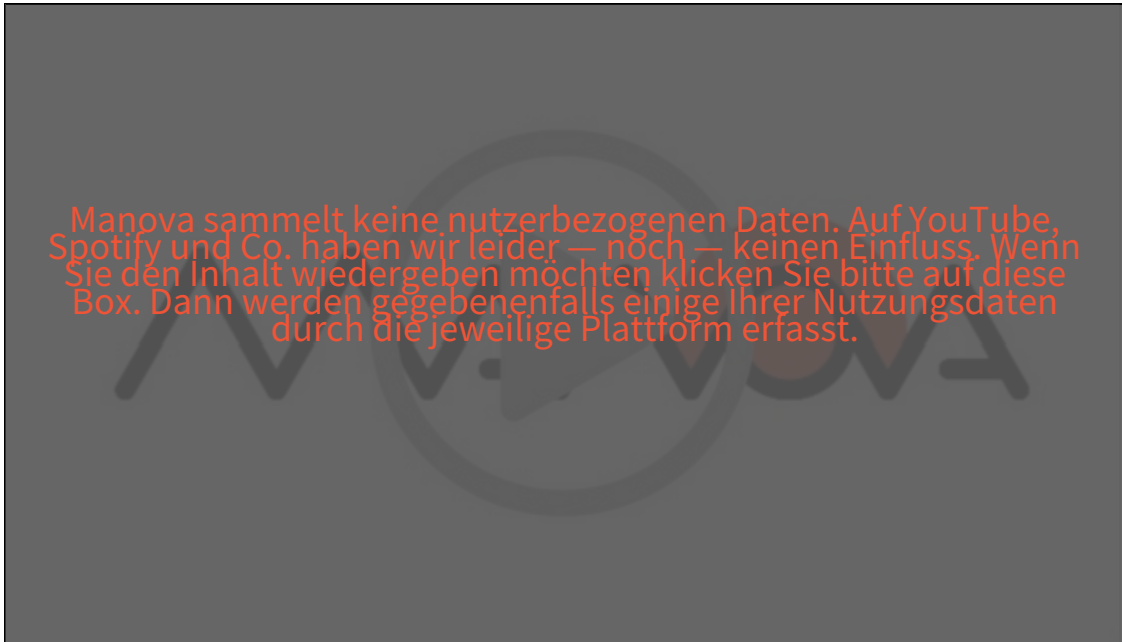 Manova sammelt keine nutzerbezogenen Daten. Auf YouTube,
Spotify und Co. haben wir leider — noch — keinen Einfluss. Wenn
Sie den Inhalt wiedergeben möchten klicken Sie bitte auf diese
Box. Dann werden gegebenenfalls einige Ihrer Nutzungsdaten
durch die jeweilige Plattform erfasst.
MANOVA